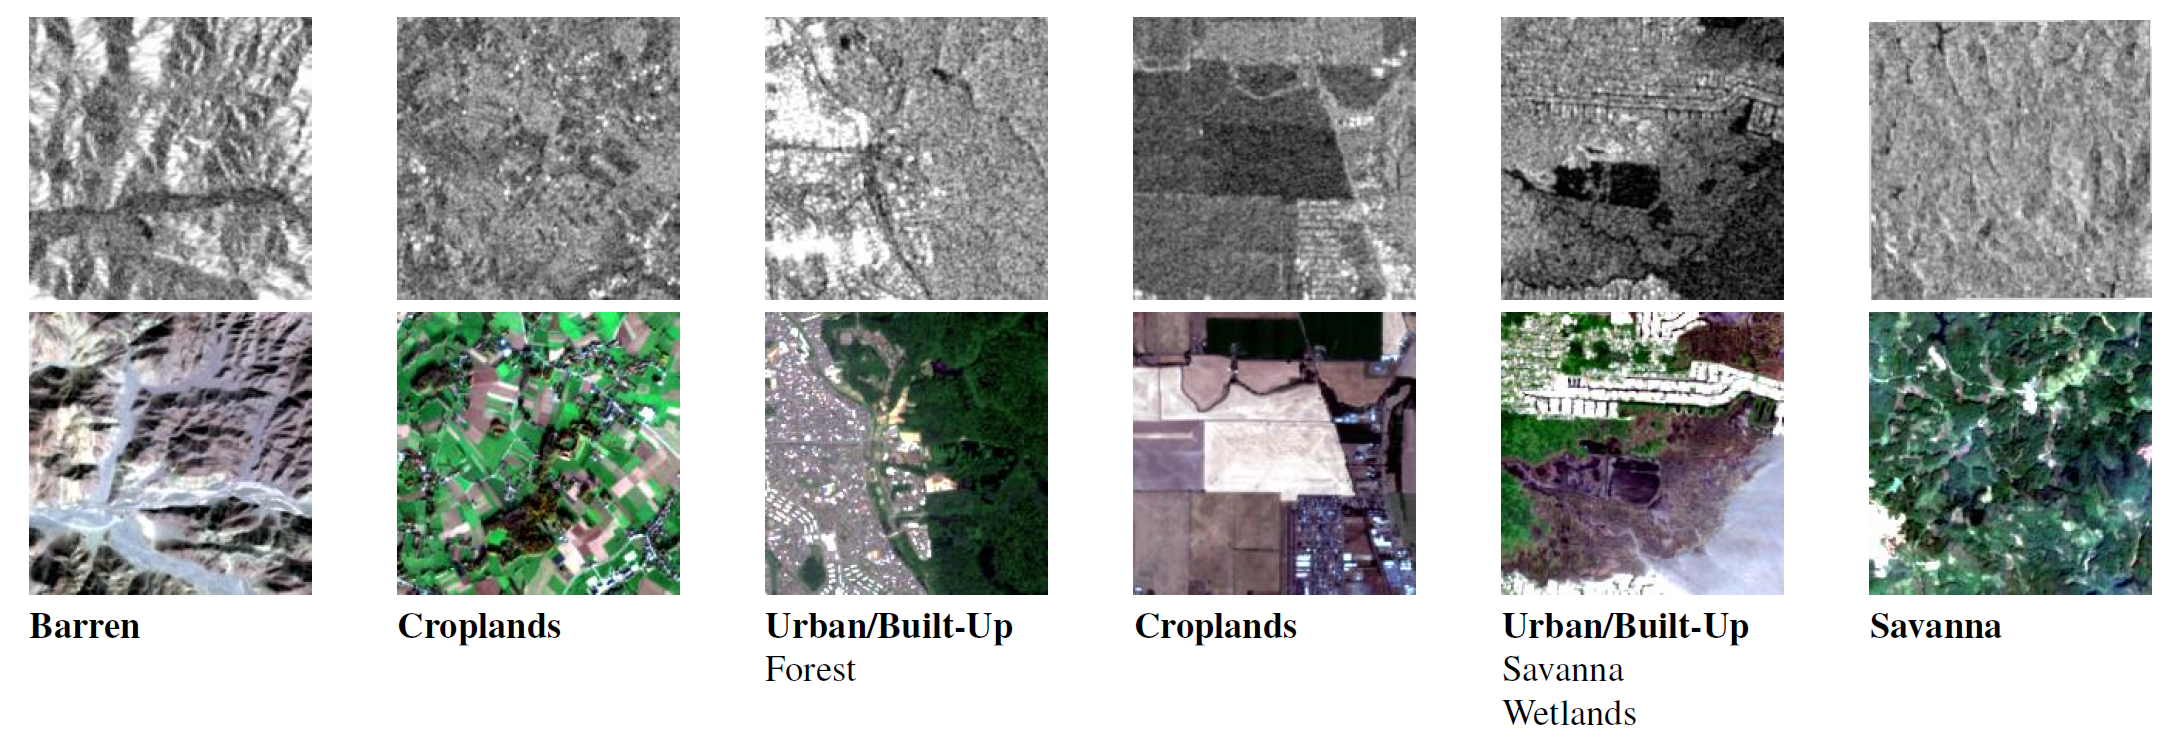 Barren
Croplands
Urban/Built-Up
Forest
Croplands
Urban/Built-Up
Savanna
Wetlands
Savanna